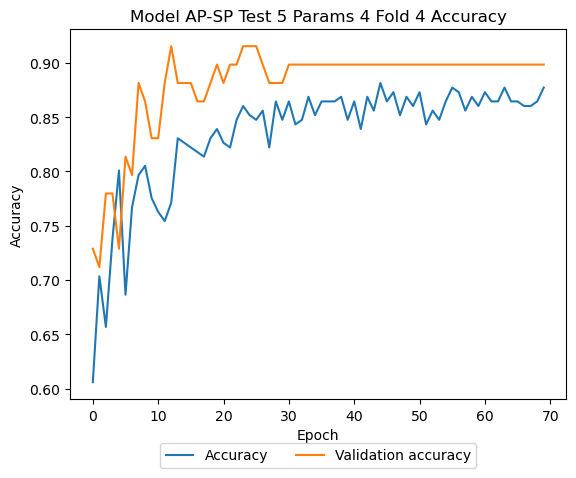 Model AP-SP Test 5 Params 4 Fold 4 Accuracy
Accuracy
0.90
0.85
0.80
0.75
0.70
0.65
0.60
0 10 20 30 40 50 60 70
Epoch
Accuracy Validation accuracy